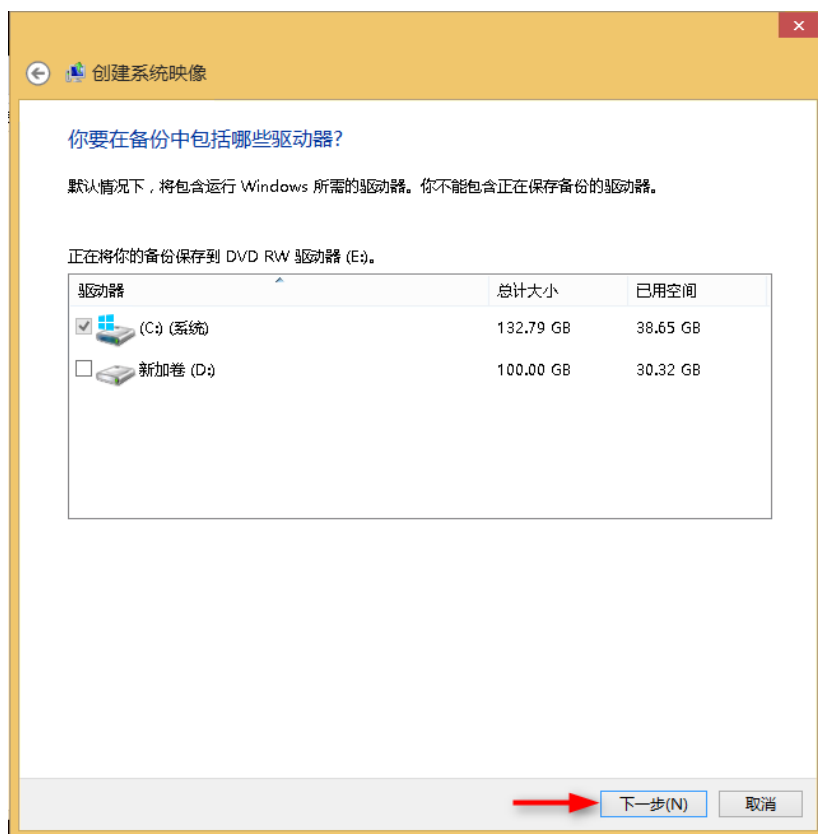 创建系统映像
你要在备份中包括哪些驱动器?
默认情况下，将包含运行 Windows 所需的驱动器。你不能包含正在保存备份的驱动器。
正在将你的备份保存到 DVD RW 驱动器 (E:)。
驱动器 总计大小 已用空间
(C:) (系统) 132.79 GB 38.65 GB
新加卷 (D:) 100.00 GB 30.32 GB
下一步(N) 取消